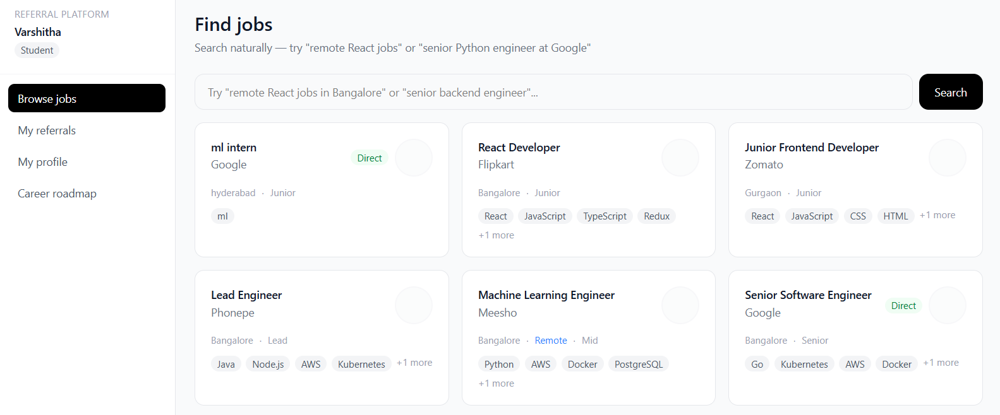 REFERRAL PLATFORM
Varshitha
Student
Browse jobs
My referrals
My profile
Career roadmap
Find jobs
Search naturally — try "remote React jobs" or "senior Python engineer at Google"
Try "remote React jobs in Bangalore" or "senior backend engineer"...
Search
ml intern
Google
Direct
hyderabad · Junior
ml
React Developer
Flipkart
Bangalore · Junior
React JavaScript TypeScript Redux
+1 more
Junior Frontend Developer
Zomato
Gurgaon · Junior
React JavaScript CSS HTML +1 more
Lead Engineer
Phonepe
Bangalore · Lead
Java Node.js AWS Kubernetes +1 more
Machine Learning Engineer
Meesho
Bangalore · Remote · Mid
Python AWS Docker PostgreSQL
+1 more
Senior Software Engineer
Google
Direct
Bangalore · Senior
Go Kubernetes AWS Docker +1 more